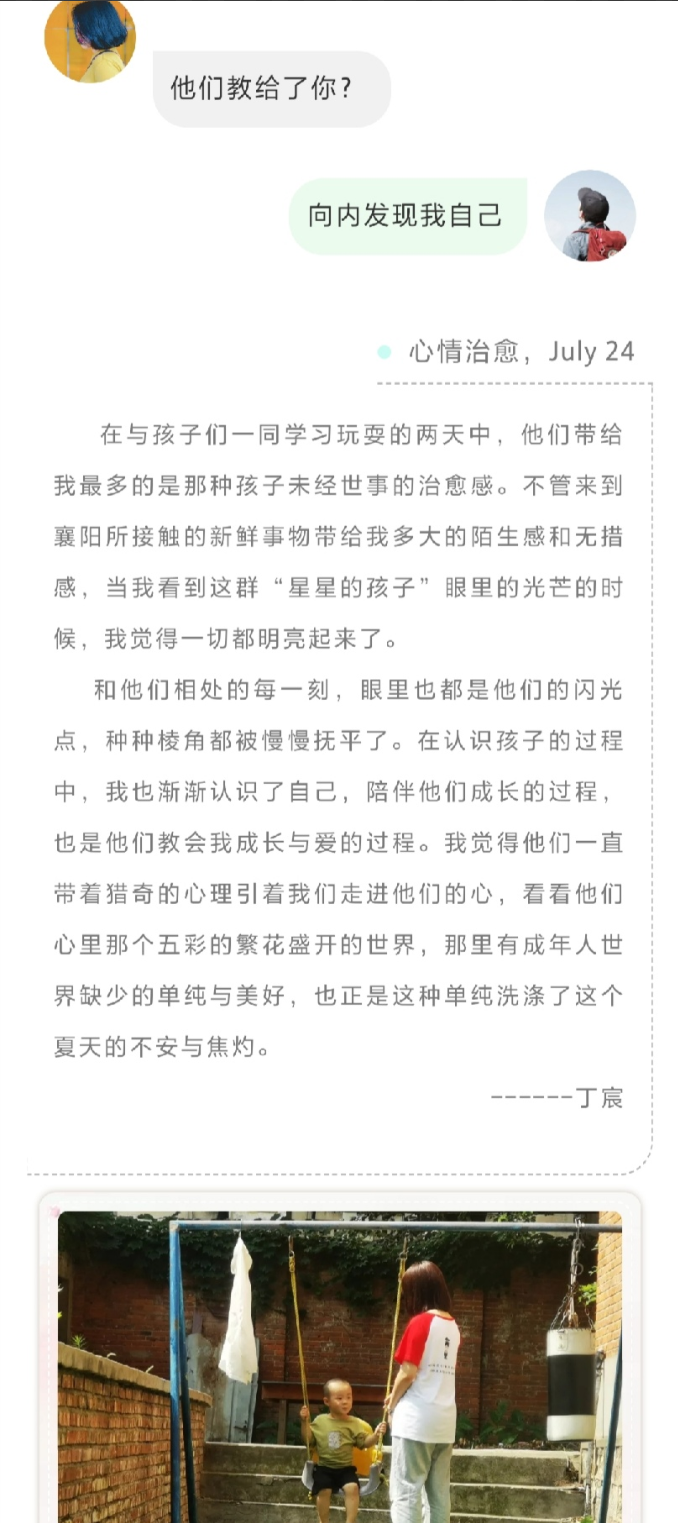 他们教给了你？
向内发现我自己
心情治愈，July 24
在与孩子们一同学习玩耍的两天中，他们带给
我最多的是那种孩子未经世事的治愈感。不管来到
襄阳所接触的新鲜事物带给我多大的陌生感和无措
感，当我看到这群“星星的孩子”眼里的光芒的时
候，我觉得一切都明亮起来了。
和他们相处的每一刻，眼里也都是他们的闪光
点，种种棱角都被慢慢抚平了。在认识孩子的过程
中，我也渐渐认识了自己，陪伴他们成长的过程，
也是他们教会我成长与爱的过程。我觉得他们一直
带着猎奇的心理引着我们走进他们的心，看看他们
心里那个五彩的繁花盛开的世界，那里有成年人世
界缺少的单纯与美好，也正是这种单纯洗涤了这个
夏天的不安与焦灼。
------丁宸